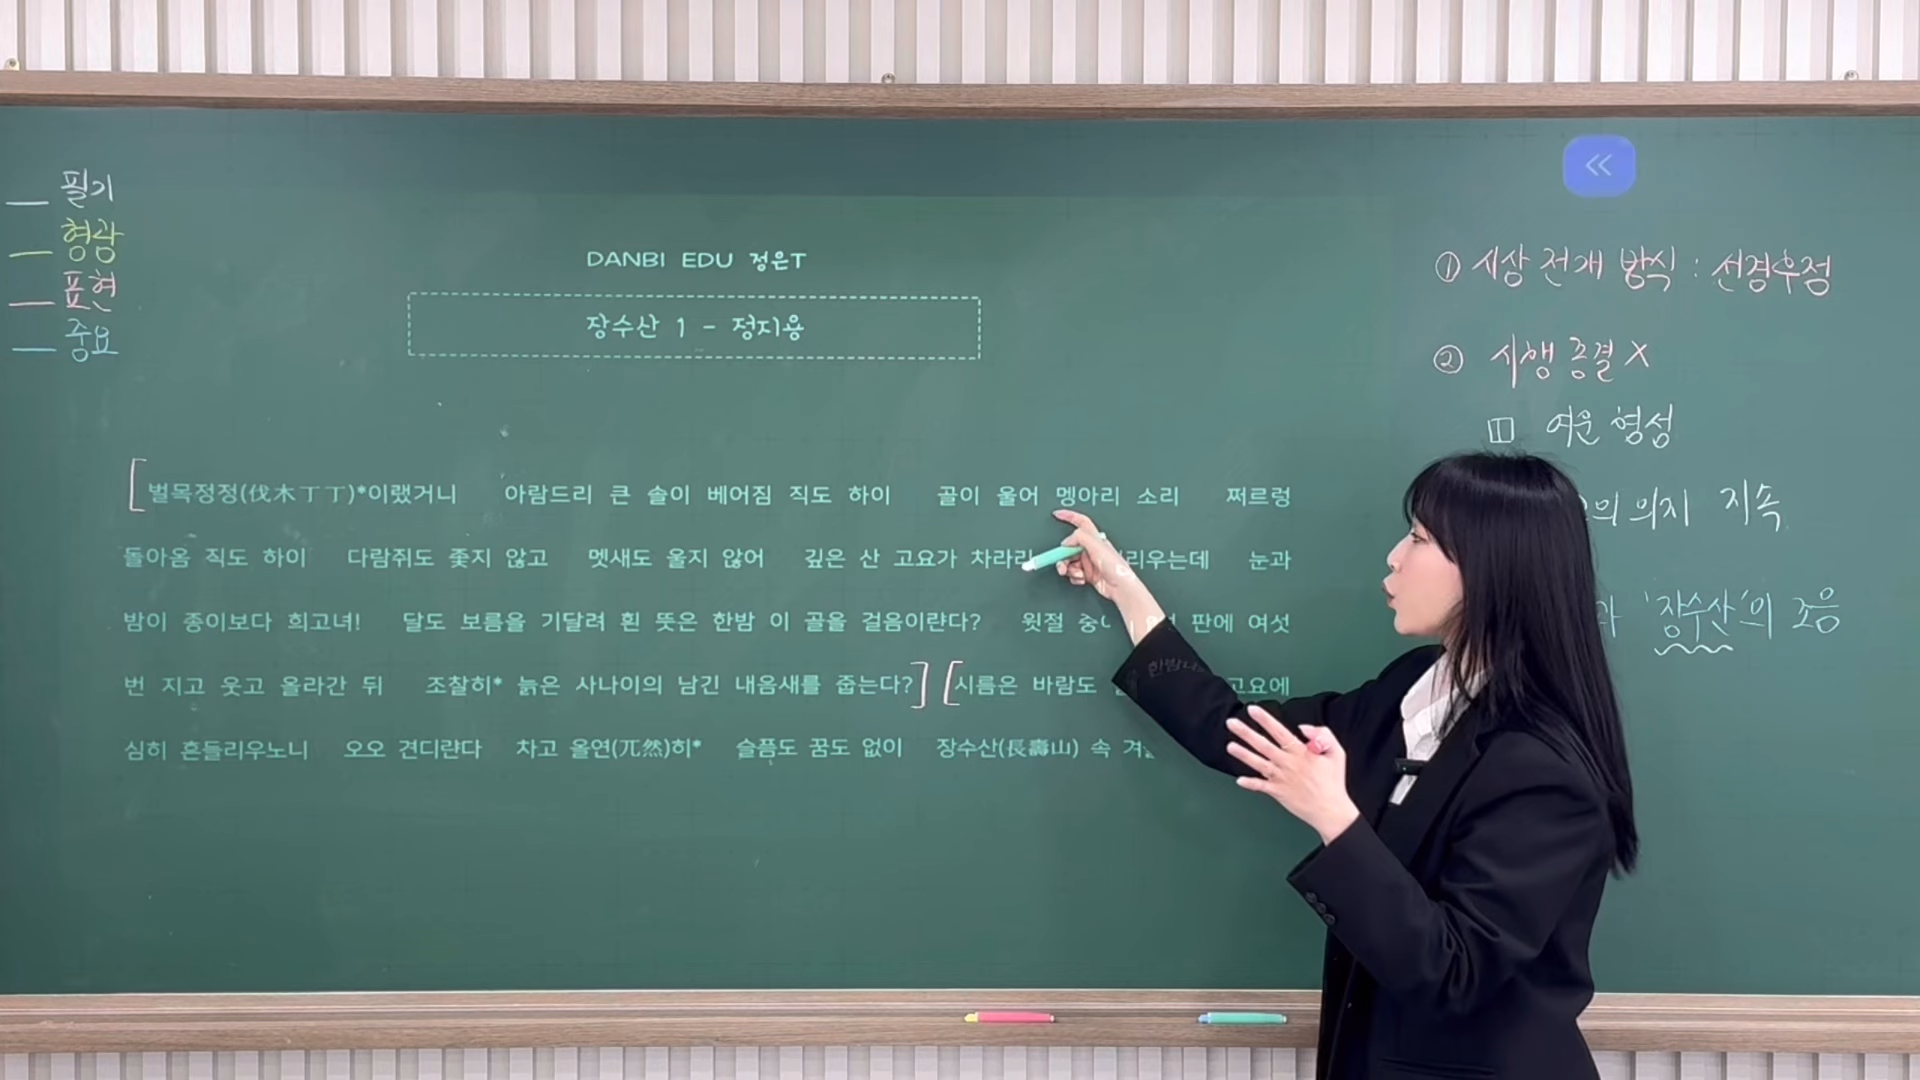 필기
형광
표현
중요
DANBI EDU 정은T
장수산 1 - 정지용
[벌목정정(伐木丁丁)*이랬거니 아람드리 큰 솔이 베어짐 직도 하이 골이 울어 멩아리 소리 쩌르렁
돌아옴 직도 하이 다람쥐도 좇지 않고 멧새도 울지 않어 깊은 산 고요가 차라리 리우는데 눈과
밤이 종이보다 희고녀! 달도 보름을 기달려 흰 뜻은 한밤 이 골을 걸음이랸다? 윗절 판에 여섯
번 지고 웃고 올라간 뒤 조찰히* 늙은 사나이의 남긴 내음새를 줍는다?] [시름은 바람도 고요에
심히 흔들리우노니 오오 견디랸다 차고 올연(兀然)히* 슬픔도 꿈도 없이 장수산(長壽山) 속
① 시상 전개 방식 : 선경후정
② 시행 종결 X
여운 형성
의 의지 지속
과 '장수산'의 조응